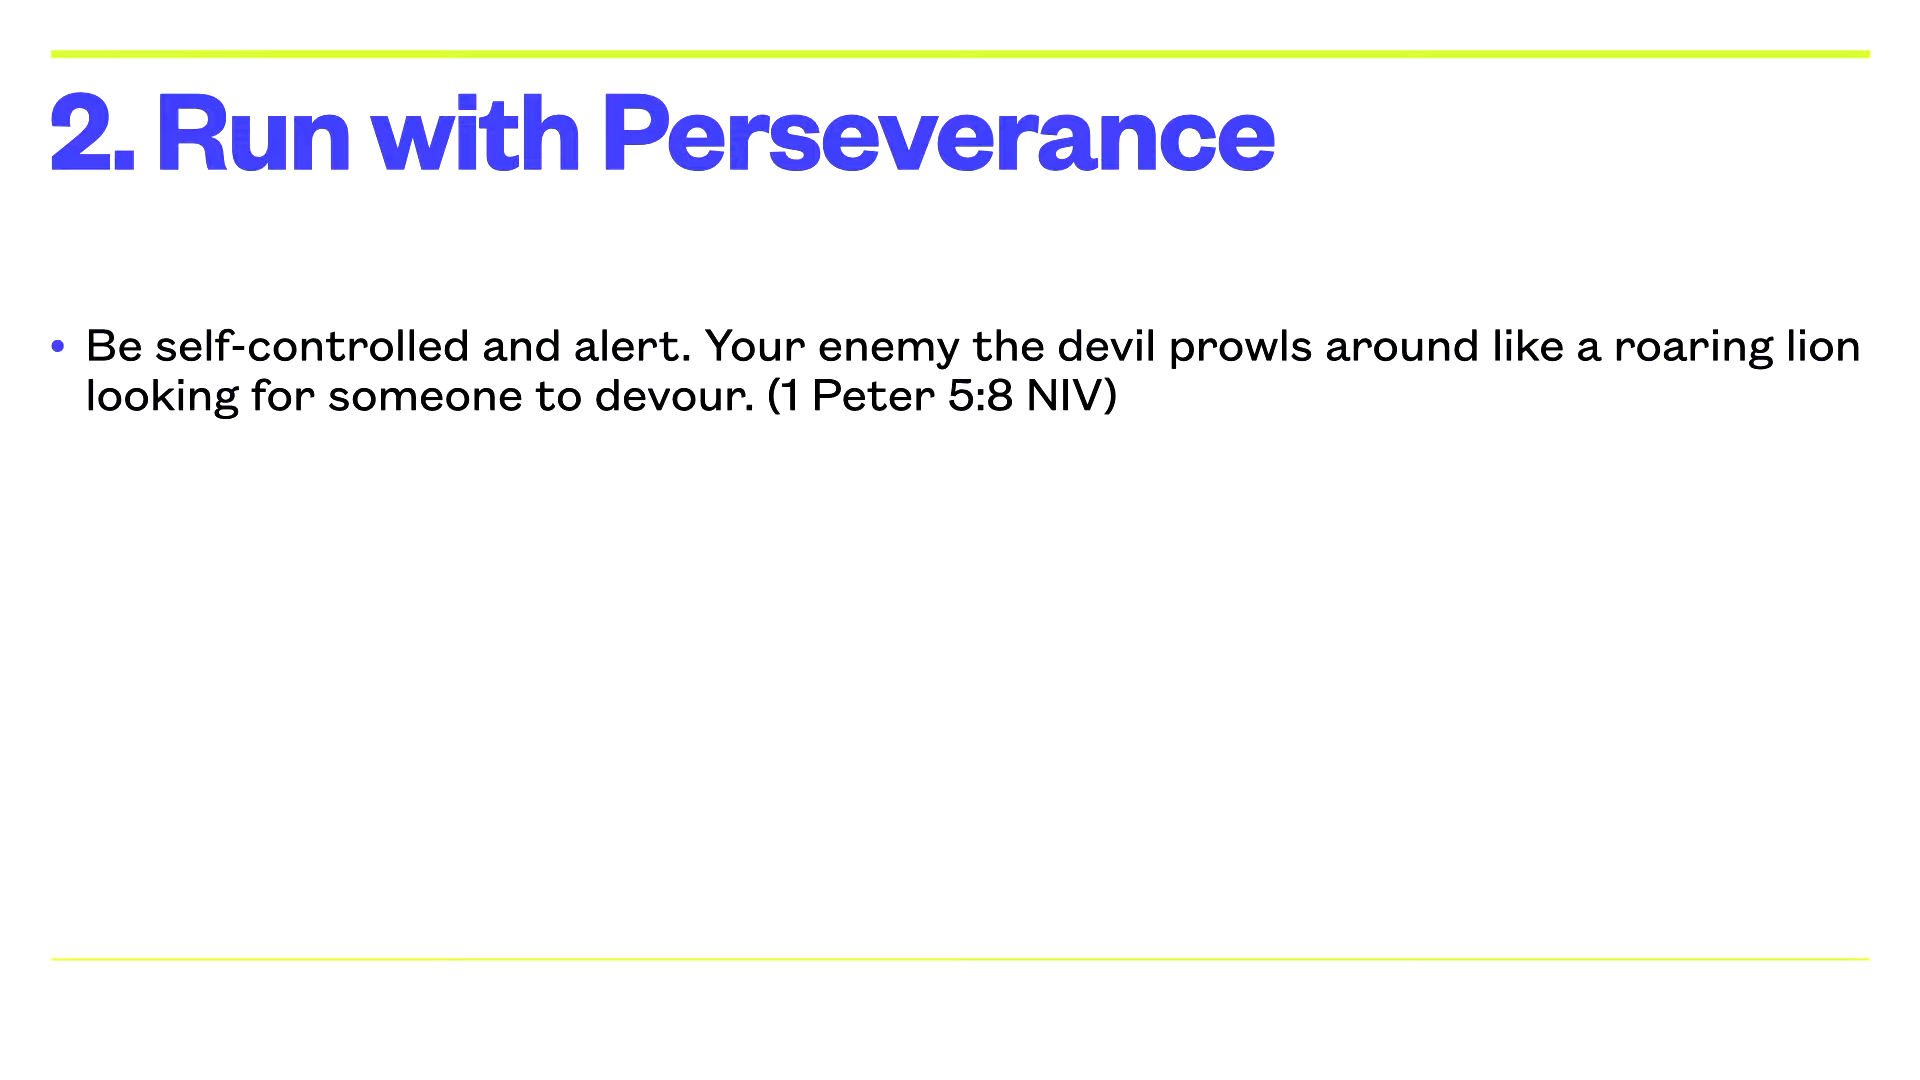 2. Run with Perseverance
• Be self-controlled and alert. Your enemy the devil prowls around like a roaring lion
looking for someone to devour. (1 Peter 5:8 NIV)